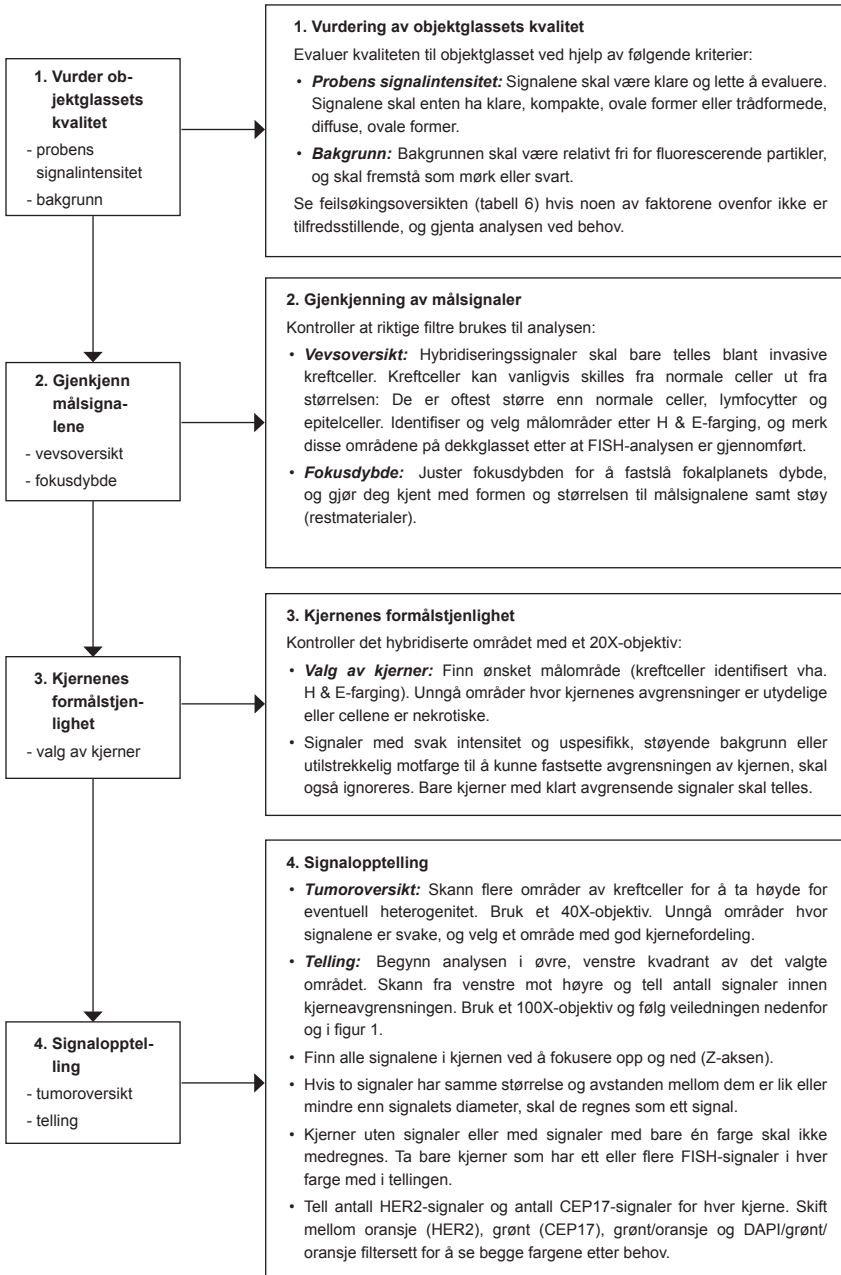 1. Vurder ob-
jektglassets
kvalitet
- probens
signalintensitet
- bakgrunn
1. Vurdering av objektglassets kvalitet
Evaluer kvaliteten til objektglasset ved hjelp av følgende kriterier:
• Probens signalintensitet: Signalene skal være klare og lette å evaluere.
Signalene skal enten ha klare, kompakte, ovale former eller trådformede,
diffuse, ovale former.
• Bakgrunn: Bakgrunnen skal være relativt fri for fluorescerende partikler,
og skal fremstå som mørk eller svart.
Se feilsøkingsoversikten (tabell 6) hvis noen av faktorene ovenfor ikke er
tilfredsstillende, og gjenta analysen ved behov.
2. Gjenkjenn
målsigna-
lene
- vevsoversikt
- fokusdybde
2. Gjenkjenning av målsignaler
Kontroller at riktige filtre brukes til analysen:
• Vevsoversikt: Hybridiseringssignaler skal bare telles blant invasive
kreftceller. Kreftceller kan vanligvis skilles fra normale celler ut fra
størrelsen: De er oftest større enn normale celler, lymfocytter og
epitelceller. Identifiser og velg målområder etter H & E-farging, og merk
disse områdene på dekkglasset etter at FISH-analysen er gjennomført.
• Fokusdybde: Juster fokusdybden for å fastslå fokalplanets dybde,
og gjør deg kjent med formen og størrelsen til målsignalene samt støy
(restmaterialer).
3. Kjernenes
formålstjen-
lighet
- valg av kjerner
3. Kjernenes formålstjenlighet
Kontroller det hybridiserte området med et 20X-objektiv:
• Valg av kjerner: Finn ønsket målområde (kreftceller identifisert vha.
H & E-farging). Unngå områder hvor kjernenes avgrensninger er utydelige
eller cellene er nekrotiske.
• Signaler med svak intensitet og uspesifikk, støyende bakgrunn eller
utilstrekkelig motfarge til å kunne fastsette avgrensningen av kjernen, skal
også ignoreres. Bare kjerner med klart avgrensende signaler skal telles.
4. Signalopptel-
ling
- tumoroversikt
- telling
4. Signalopptelling
• Tumoroversikt: Skann flere områder av kreftceller for å ta høyde for
eventuell heterogenitet. Bruk et 40X-objektiv. Unngå områder hvor
signalene er svake, og velg et område med god kjernefordeling.
• Telling: Begynn analysen i øvre, venstre kvadrant av det valgte
området. Skann fra venstre mot høyre og tell antall signaler innen
kjerneavgrensningen. Bruk et 100X-objektiv og følg veiledningen nedenfor
og i figur 1.
• Finn alle signalene i kjernen ved å fokusere opp og ned (Z-aksen).
• Hvis to signaler har samme størrelse og avstanden mellom dem er lik eller
mindre enn signalets diameter, skal de regnes som ett signal.
• Kjerner uten signaler eller med signaler med bare én farge skal ikke
medregnes. Ta bare kjerner som har ett eller flere FISH-signaler i hver
farge med i tellingen.
• Tell antall HER2-signaler og antall CEP17-signaler for hver kjerne. Skift
mellom oransje (HER2), grønt (CEP17), grønt/oransje og DAPI/grønt/
oransje filtersett for å se begge fargene etter behov.